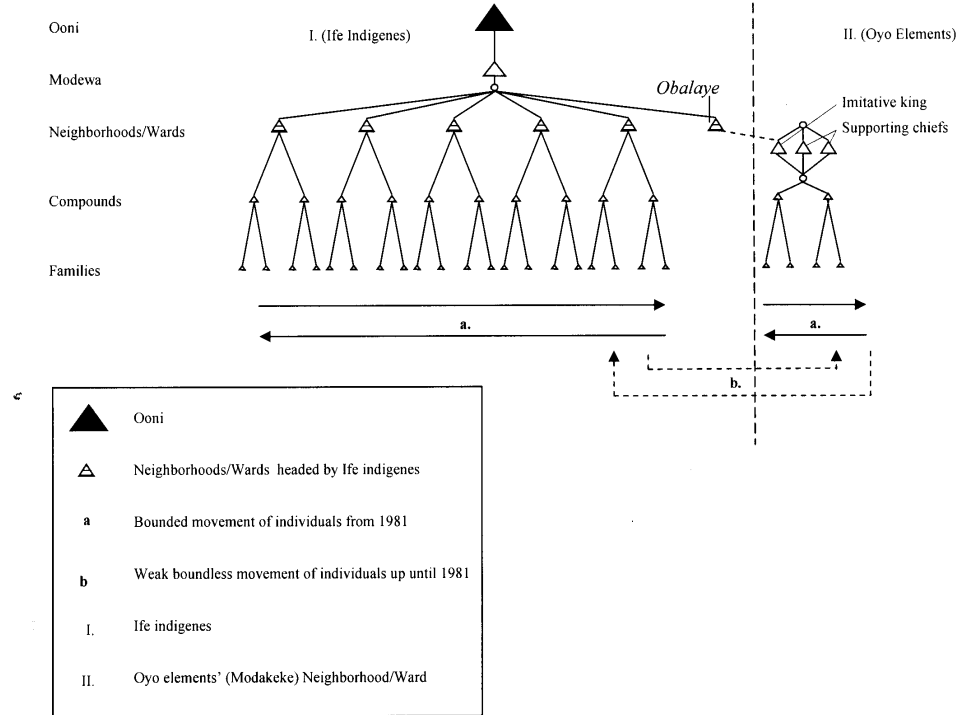 Ooni
I. (Ife Indigenes)
II. (Oyo Elements)
Modewa
Obalaye
Imitative king
Neighborhoods/Wards
Supporting chiefs
Compounds
Families
a.
a.
b.
Ooni
Neighborhoods/Wards headed by Ife indigenes
a Bounded movement of individuals from 1981
b Weak boundless movement of individuals up until 1981
I. Ife indigenes
II. Oyo elements' (Modakeke) Neighborhood/Ward